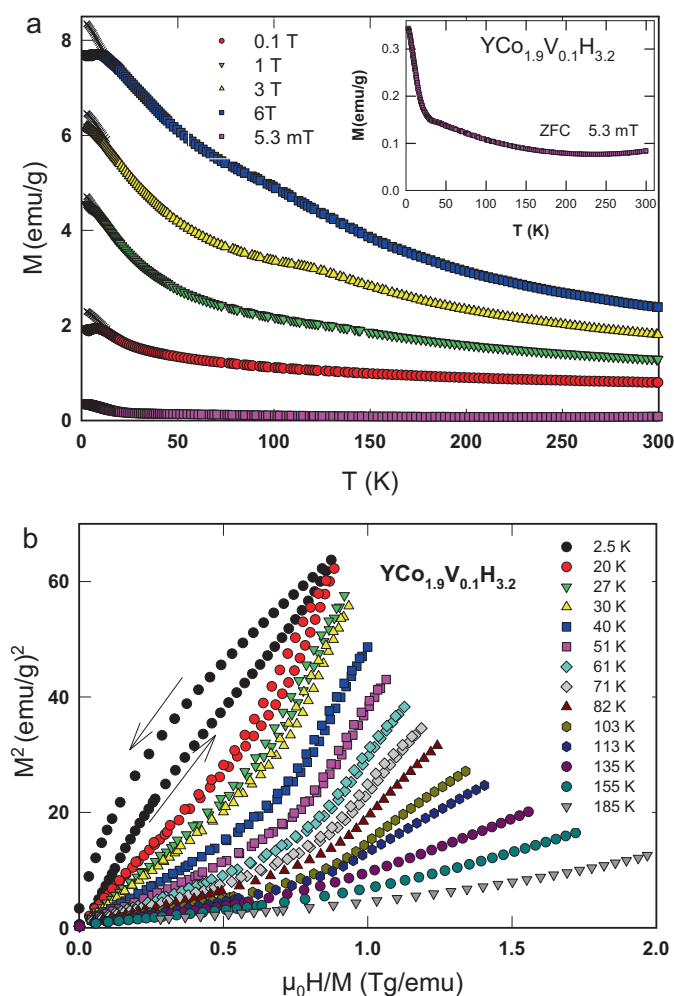 a
8
6
4
2
0
M (emu/g)
0.1 T
1 T
3 T
6T
5.3 mT
0 50 100 150 200 250 300
T (K)
YCo₁.₉V₀.₁H₃.₂
0.3
0.2
0.1
0.0
M(emu/g)
ZFC 5.3 mT
0 50 100 150 200 250 300
T (K)
b
60
40
20
0
M² (emu/g)²
YCo₁.₉V₀.₁H₃.₂
2.5 K
20 K
27 K
30 K
40 K
51 K
61 K
71 K
82 K
103 K
113 K
135 K
155 K
185 K
0.0 0.5 1.0 1.5 2.0
μ₀H/M (Tg/emu)